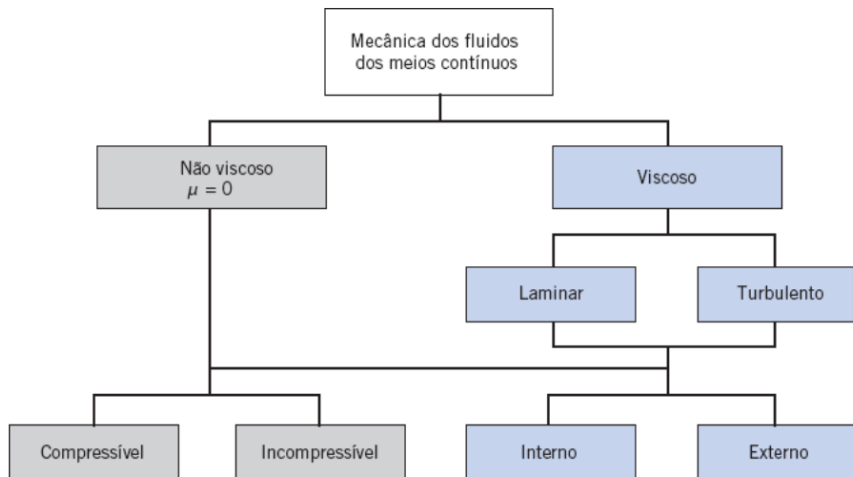 Mecânica dos fluidos
dos meios contínuos
Não viscoso
μ = 0
Viscoso
Laminar
Turbulento
Compressível
Incompressível
Interno
Externo